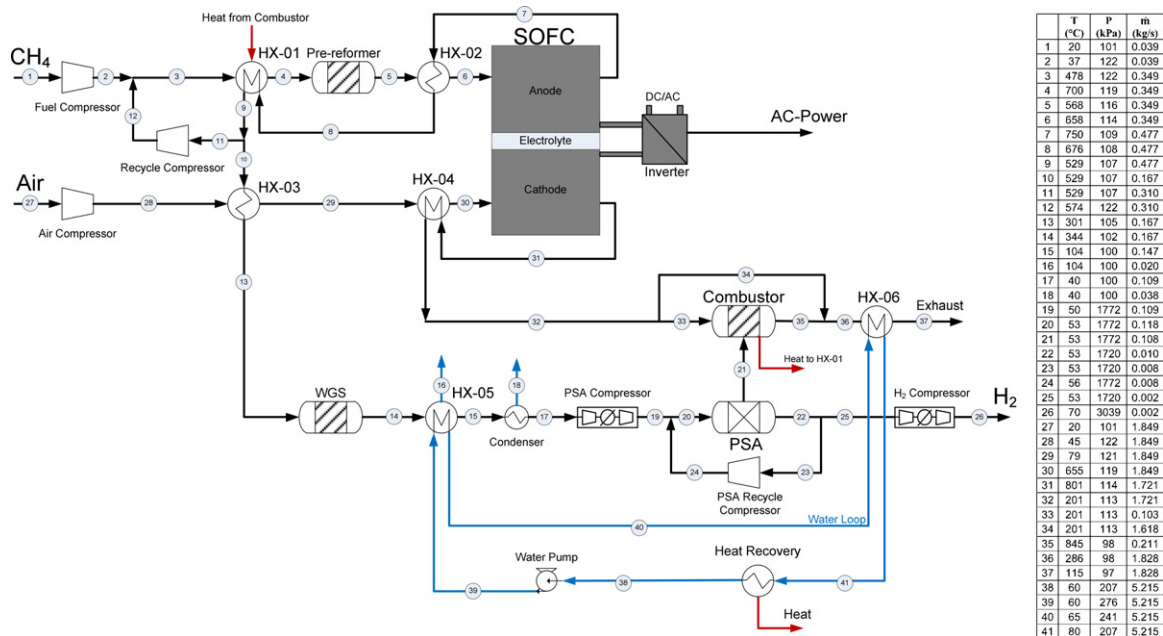 Heat from Combustor
7
SOFC
CH4
HX-01
Pre-reformer
HX-02
1
2
3
4
5
6
Anode
Fuel Compressor
12
9
8
DC/AC
AC-Power
11
Electrolyte
Recycle Compressor
10
Inverter
Air
HX-03
HX-04
Cathode
27
28
29
30
Air Compressor
31
13
34
Combustor
HX-06
Exhaust
32
33
35
36
37
21
Heat to HX-01
16
18
WGS
HX-05
PSA Compressor
H2 Compressor
H2
14
15
17
19
20
22
25
26
Condenser
PSA
24
23
PSA Recycle
Compressor
Water Loop
40
Water Pump
Heat Recovery
39
38
41
Heat
T P ṁ
(°C) (kPa) (kg/s)
1 20 101 0.039
2 37 122 0.039
3 478 122 0.349
4 700 119 0.349
5 568 116 0.349
6 658 114 0.349
7 750 109 0.477
8 676 108 0.477
9 529 107 0.477
10 529 107 0.167
11 529 107 0.310
12 574 122 0.310
13 301 105 0.167
14 344 102 0.167
15 104 100 0.147
16 104 100 0.020
17 40 100 0.109
18 40 100 0.038
19 50 1772 0.109
20 53 1772 0.118
21 53 1772 0.108
22 53 1720 0.010
23 53 1720 0.008
24 56 1772 0.008
25 53 1720 0.002
26 70 3039 0.002
27 20 101 1.849
28 45 122 1.849
29 79 121 1.849
30 655 119 1.849
31 801 114 1.721
32 201 113 1.721
33 201 113 0.103
34 201 113 1.618
35 845 98 0.211
36 286 98 1.828
37 115 97 1.828
38 60 207 5.215
39 60 276 5.215
40 65 241 5.215
41 80 207 5.215